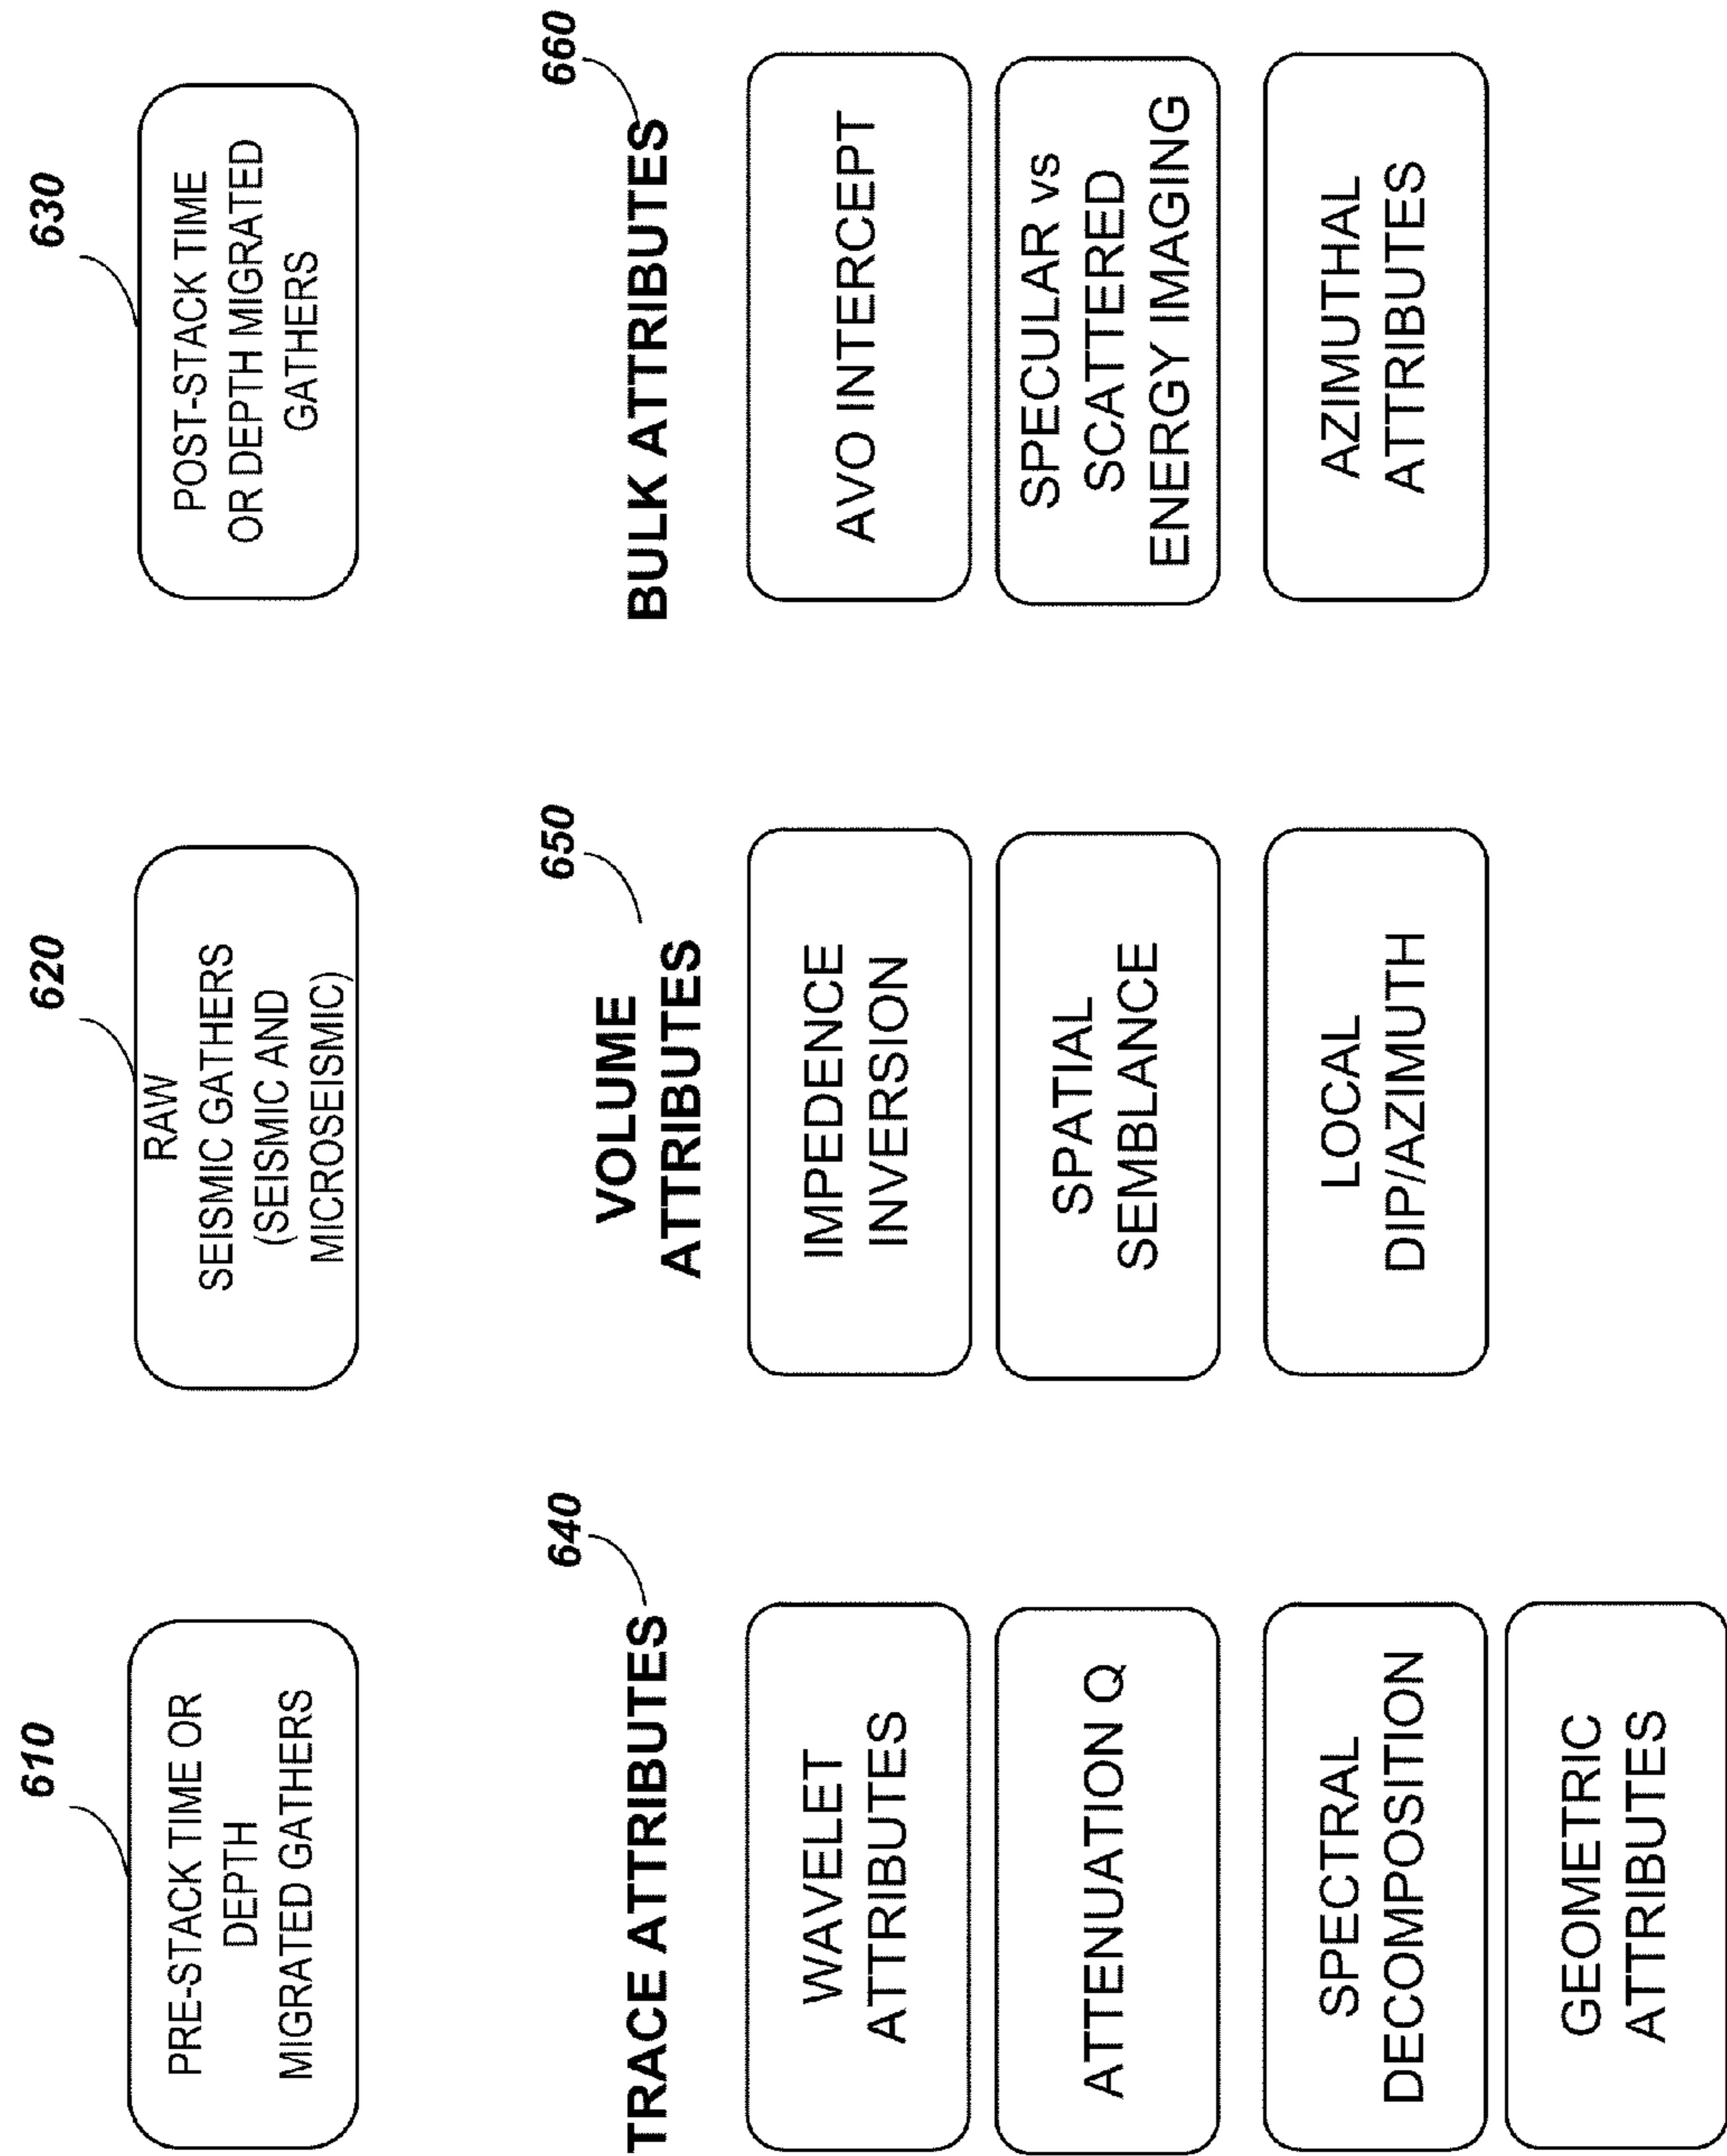 610
PRE-STACK TIME OR
DEPTH
MIGRATED GATHERS
620
RAW
SEISMIC GATHERS
(SEISMIC AND
MICROSEISMIC)
630
POST-STACK TIME
OR DEPTH MIGRATED
GATHERS
640
TRACE ATTRIBUTES
WAVELET
ATTRIBUTES
ATTENUATION Q
SPECTRAL
DECOMPOSITION
GEOMETRIC
ATTRIBUTES
650
VOLUME
ATTRIBUTES
IMPEDENCE
INVERSION
SPATIAL
SEMBLANCE
LOCAL
DIP/AZIMUTH
660
BULK ATTRIBUTES
AVO INTERCEPT
SPECULAR vs
SCATTERED
ENERGY IMAGING
AZIMUTHAL
ATTRIBUTES